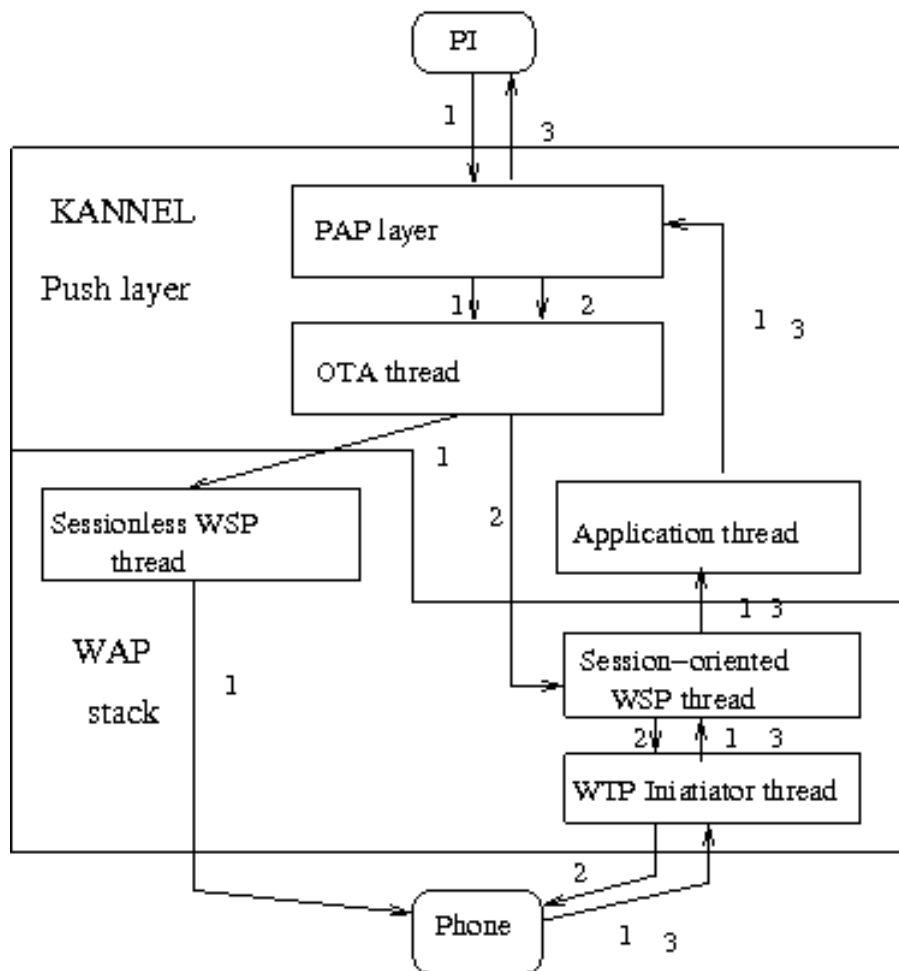 PI
1
3
KANNEL
Push layer
PAP layer
1
2
1
3
OTA thread
1
2
Sessionless WSP
thread
Application thread
1 3
WAP
stack
1
Session-oriented
WSP thread
2
1 3
WTP Iniatiator thread
2
Phone
1
3